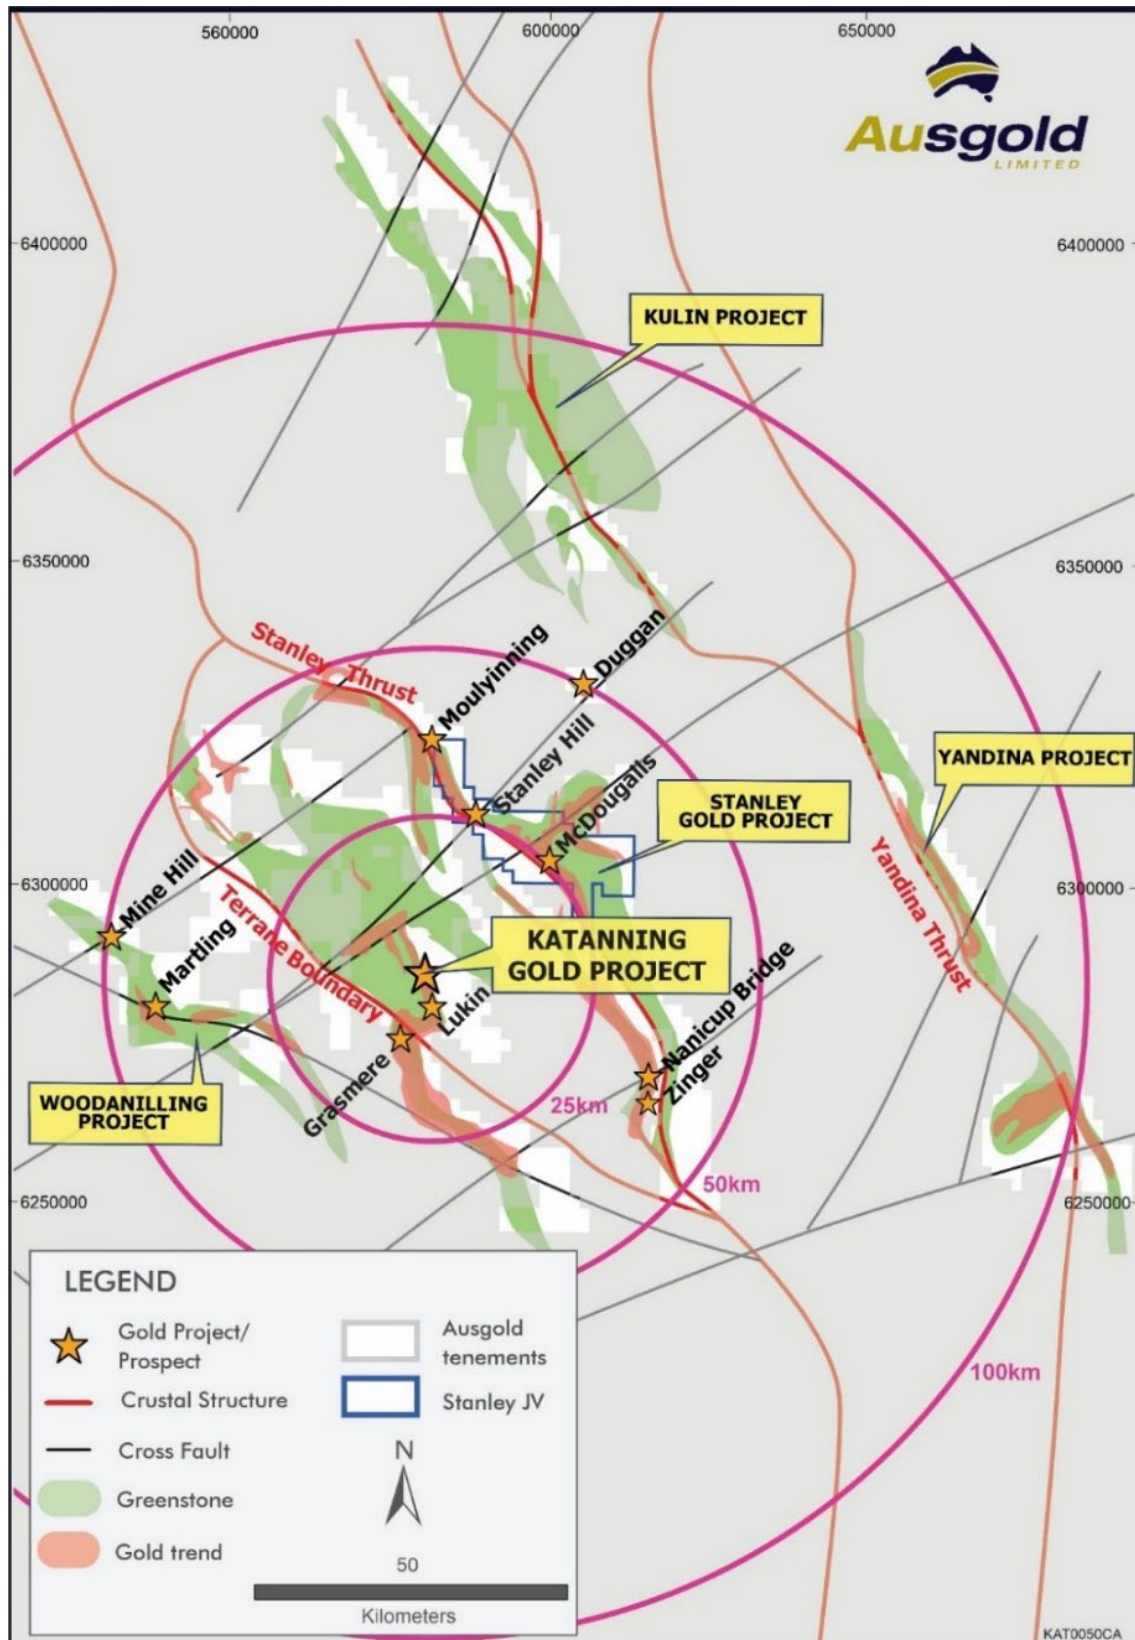 560000
600000
650000
Ausgold
LIMITED
6400000
6400000
KULIN PROJECT
6350000
6350000
Stanley Thrust
Moulyinning
Duggan
Stanley Hill
McDougalls
YANDINA PROJECT
STANLEY
GOLD PROJECT
Yandina Thrust
6300000
6300000
Mine Hill
Martling
Terrane Boundary
KATANNING
GOLD PROJECT
Lukin
Grasmere
Nanicup Bridge
Zinger
WOODANILLING
PROJECT
25km
50km
6250000
6250000
100km
LEGEND
Gold Project/
Prospect
Crustal Structure
Cross Fault
Greenstone
Gold trend
Ausgold
tenements
Stanley JV
N
50
Kilometers
KAT0050CA